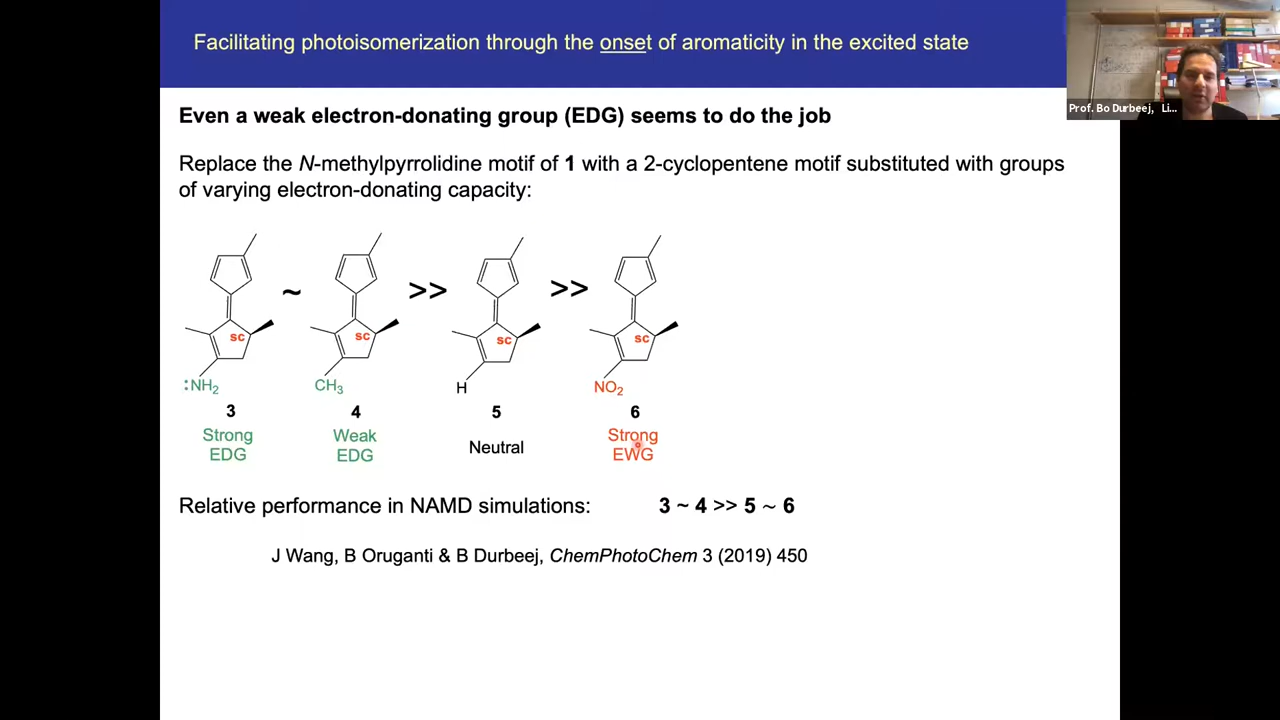 Facilitating photoisomerization through the onset of aromaticity in the excited state
Prof. Bo Durbeej, Li...
Even a weak electron-donating group (EDG) seems to do the job
Replace the N-methylpyrrolidine motif of 1 with a 2-cyclopentene motif substituted with groups
of varying electron-donating capacity:
~ >> >>
sc sc sc sc
:NH2 CH3 H NO2
3 4 5 6
Strong EDG
Weak EDG
Neutral
Strong EWG
Relative performance in NAMD simulations: 3 ~ 4 >> 5 ~ 6
J Wang, B Oruganti & B Durbeej, ChemPhotoChem 3 (2019) 450